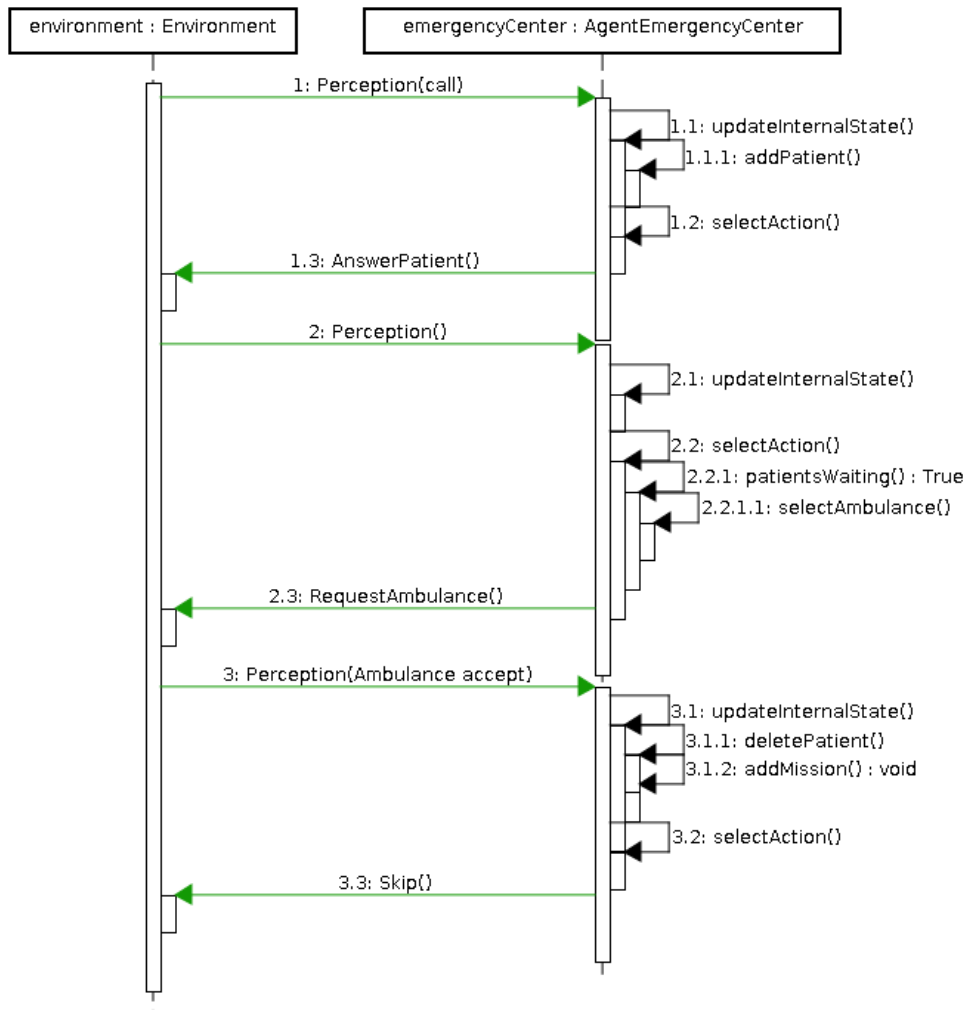 environment : Environment
emergencyCenter : AgentEmergencyCenter
1: Perception(call)
1.1: updateInternalState()
1.1.1: addPatient()
1.2: selectAction()
1.3: AnswerPatient()
2: Perception()
2.1: updateInternalState()
2.2: selectAction()
2.2.1: patientsWaiting() : True
2.2.1.1: selectAmbulance()
2.3: RequestAmbulance()
3: Perception(Ambulance accept)
3.1: updateInternalState()
3.1.1: deletePatient()
3.1.2: addMission() : void
3.2: selectAction()
3.3: Skip()